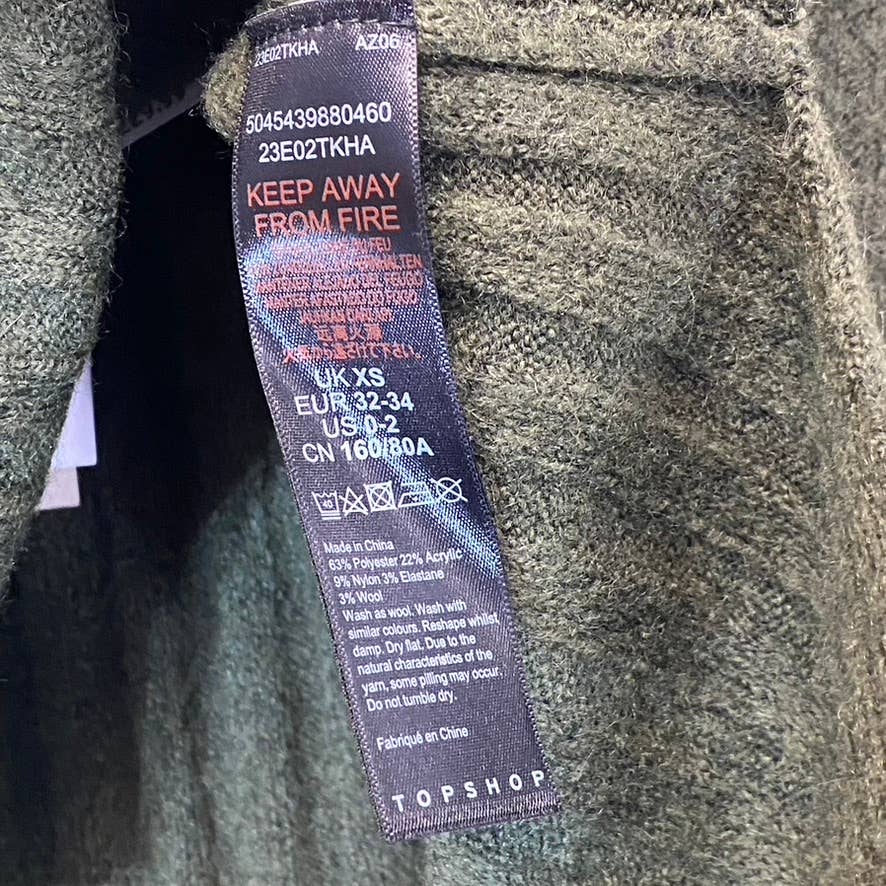 23E02TKHA AZ06
5045439880460
23E02TKHA
KEEP AWAY
FROM FIRE
FEU
UK XS
EUR 32-34
US 0-2
CN 160/80A
40
Made in China
63% Polyester 22% Acrylic
9% Nylon 3% Elastane
3% Wool
Wash as wool. Wash with
similar colours. Reshape whilst
damp. Dry flat. Due to the
natural characteristics of the
yarn, some pilling may occur.
Do not tumble dry.
Fabriqué en Chine
TOPSHOP